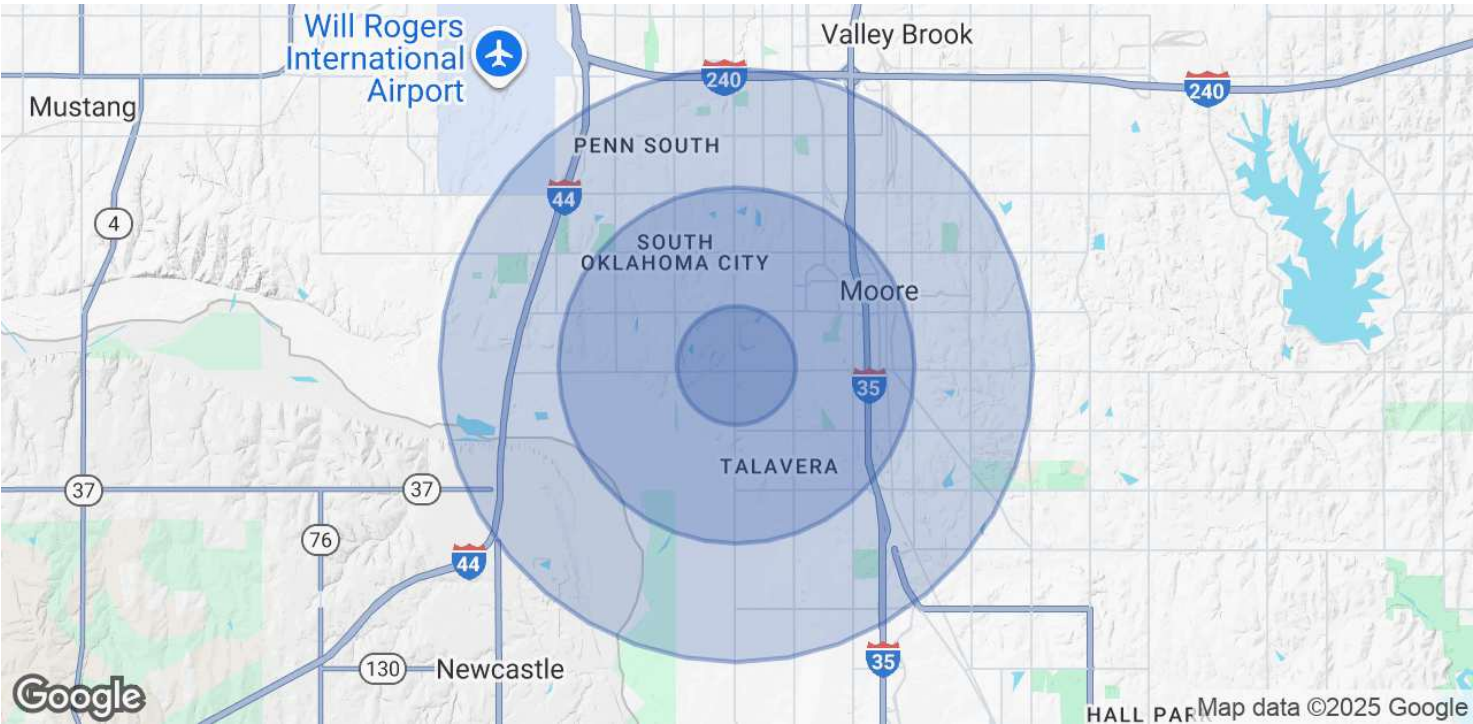 Will Rogers
International
Airport
Valley Brook
240
240
Mustang
PENN SOUTH
44
4
SOUTH
OKLAHOMA CITY
Moore
35
TALAVERA
37
37
76
44
130
Newcastle
35
Google
HALL PAR
Map data ©2025 Google